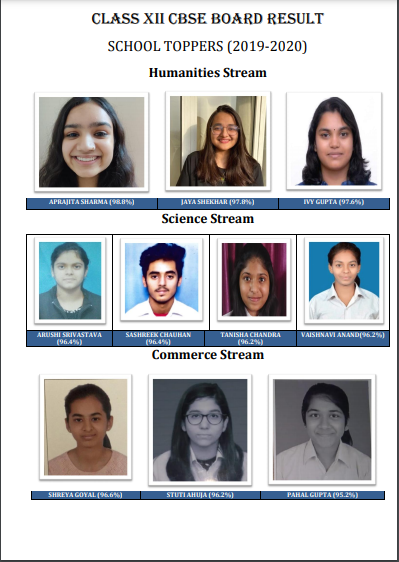 CLASS XII CBSE BOARD RESULT
SCHOOL TOPPERS (2019-2020)
Humanities Stream
APRAJITA SHARMA (98.8%) JAYA SHEKHAR (97.8%) IVY GUPTA (97.6%)
Science Stream
ARUSHI SRIVASTAVA (96.4%)
SASHREEK CHAUHAN (96.4%)
TANISHA CHANDRA (96.2%)
VAISHNAVI ANAND(96.2%)
Commerce Stream
SHREYA GOYAL (96.6%) STUTI AHUJA (96.2%) PAHAL GUPTA (95.2%)